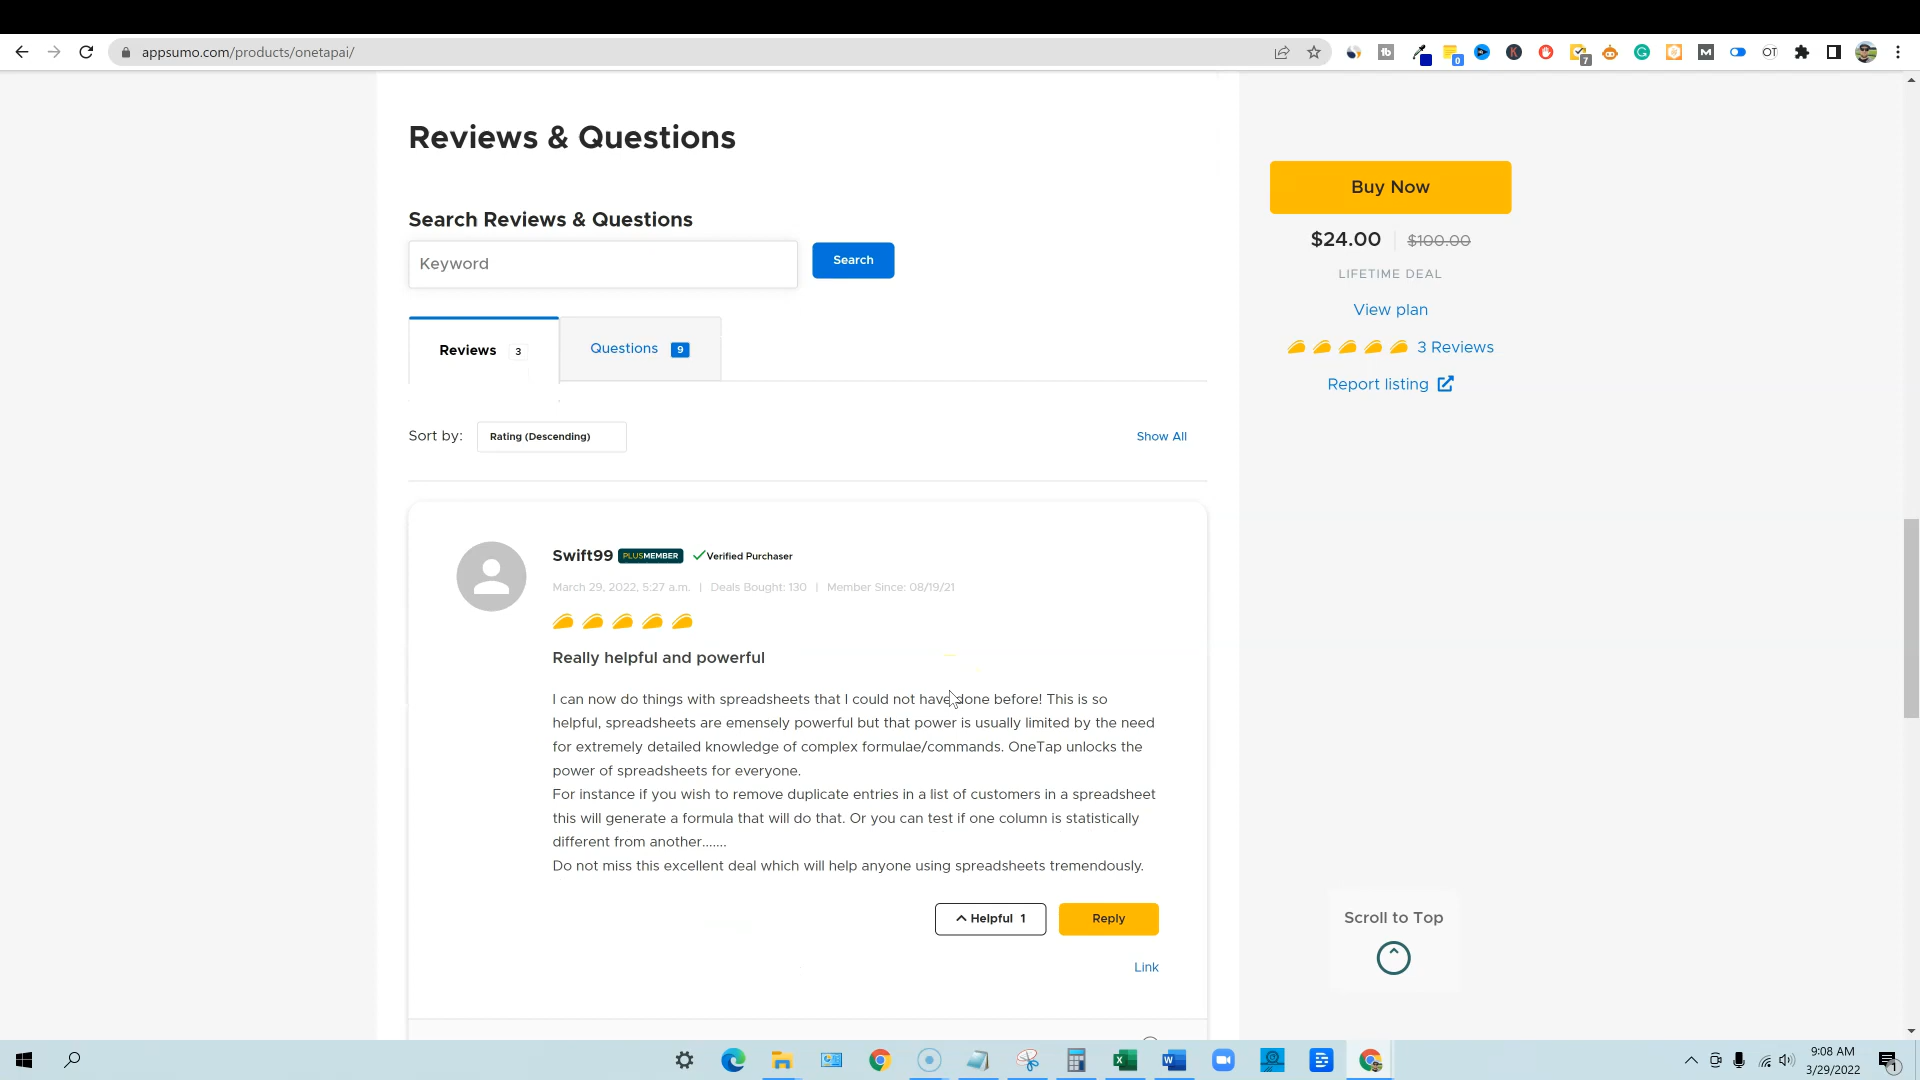 appsumo.com/products/onetapai/
Reviews & Questions
Search Reviews & Questions
Keyword
Search
Reviews 3
Questions 9
Sort by: Rating (Descending)
Show All
Swift99 PLUSMEMBER Verified Purchaser
March 29, 2022, 5:27 a.m. | Deals Bought: 130 | Member Since: 08/19/21
Really helpful and powerful
I can now do things with spreadsheets that I could not have done before! This is so
helpful, spreadsheets are emensely powerful but that power is usually limited by the need
for extremely detailed knowledge of complex formulae/commands. OneTap unlocks the
power of spreadsheets for everyone.
For instance if you wish to remove duplicate entries in a list of customers in a spreadsheet
this will generate a formula that will do that. Or you can test if one column is statistically
different from another.......
Do not miss this excellent deal which will help anyone using spreadsheets tremendously.
Helpful 1
Reply
Link
Buy Now
$24.00 | $100.00
LIFETIME DEAL
View plan
3 Reviews
Report listing
Scroll to Top
9:08 AM
3/29/2022